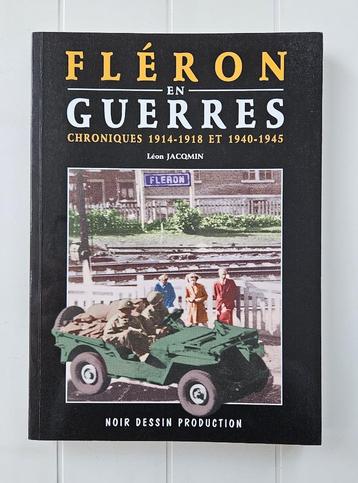 FLÉRON
EN
GUERRES
CHRONIQUES 1914-1918 ET 1940-1945
Léon JACQMIN
FLERON
NOIR DESSIN PRODUCTION